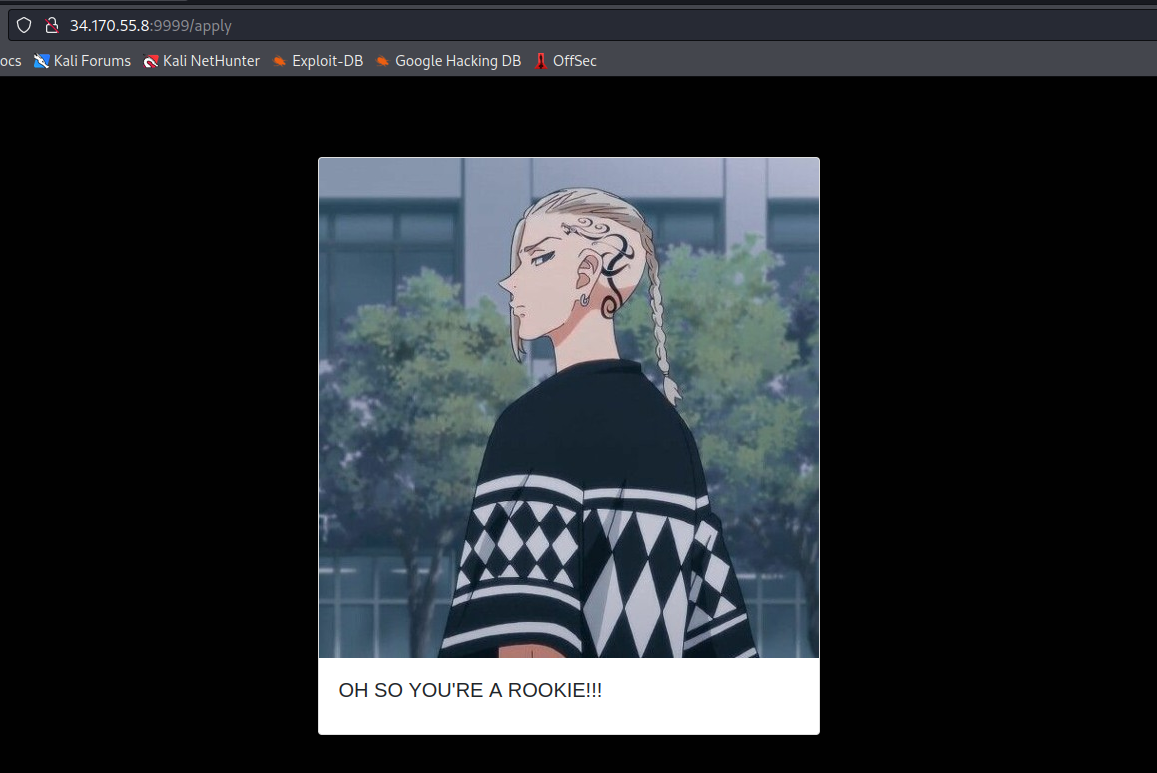 34.170.55.8:9999/apply
ocs Kali Forums Kali NetHunter Exploit-DB Google Hacking DB OffSec
OH SO YOU'RE A ROOKIE!!!